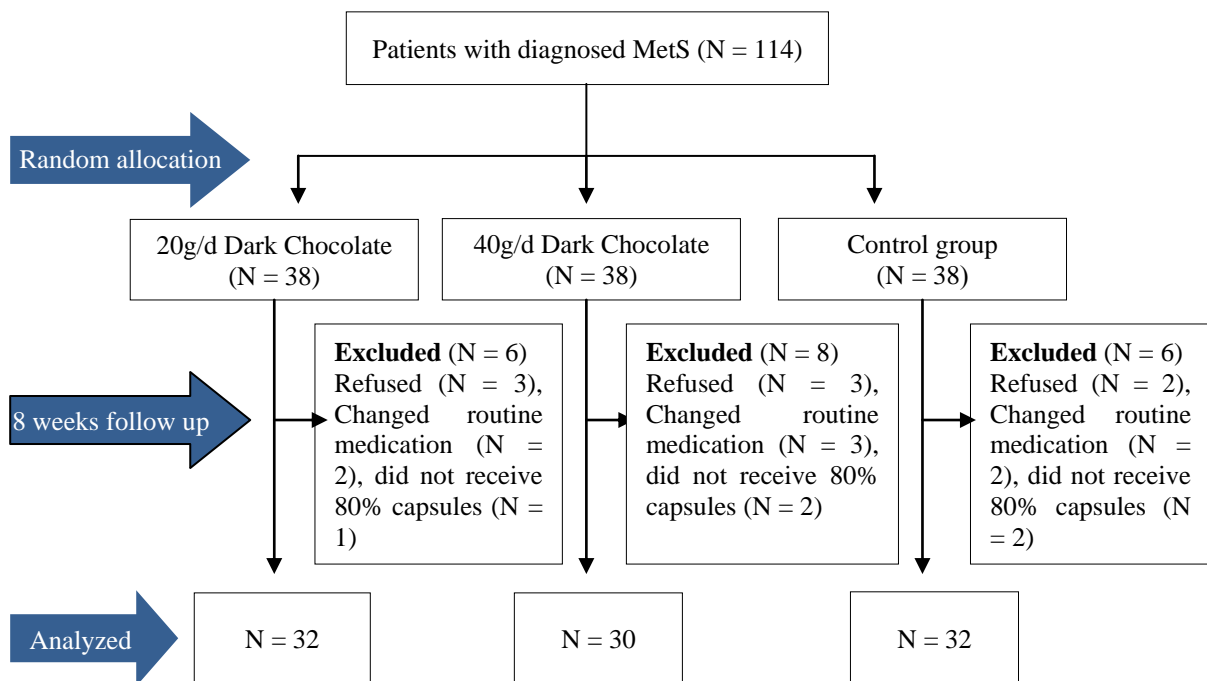 Patients with diagnosed MetS (N = 114)
Random allocation
20g/d Dark Chocolate
(N = 38)
40g/d Dark Chocolate
(N = 38)
Control group
(N = 38)
8 weeks follow up
Excluded (N = 6)
Refused (N = 3),
Changed routine
medication (N =
2), did not receive
80% capsules (N =
1)
Excluded (N = 8)
Refused (N = 3),
Changed routine
medication (N = 3),
did not receive 80%
capsules (N = 2)
Excluded (N = 6)
Refused (N = 2),
Changed routine
medication (N =
2), did not receive
80% capsules (N
= 2)
Analyzed
N = 32
N = 30
N = 32